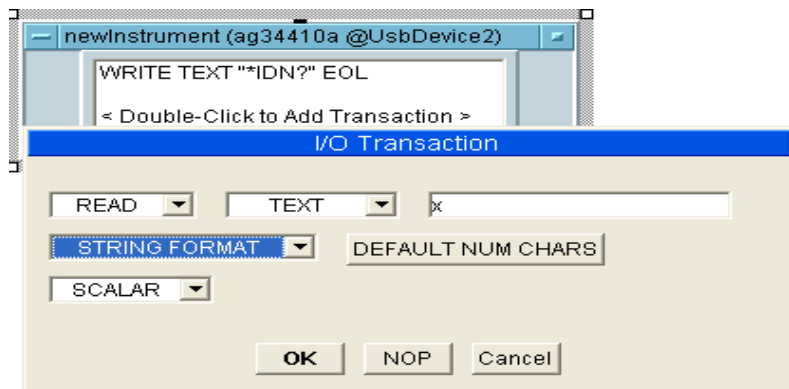 newInstrument (ag34410a @UsbDevice2)
WRITE TEXT "*IDN?" EOL
< Double-Click to Add Transaction >
I/O Transaction
READ TEXT x
STRING FORMAT DEFAULT NUM CHARS
SCALAR
OK NOP Cancel